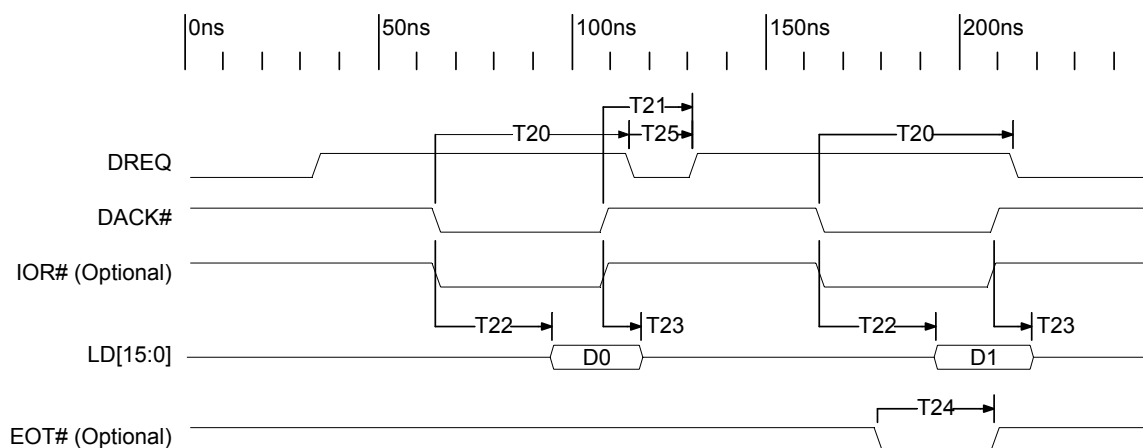 0ns 50ns 100ns 150ns 200ns
T21
T20 T25 T20
DREQ
DACK#
IOR# (Optional)
T22 T23 T22 T23
LD[15:0] D0 D1
T24
EOT# (Optional)